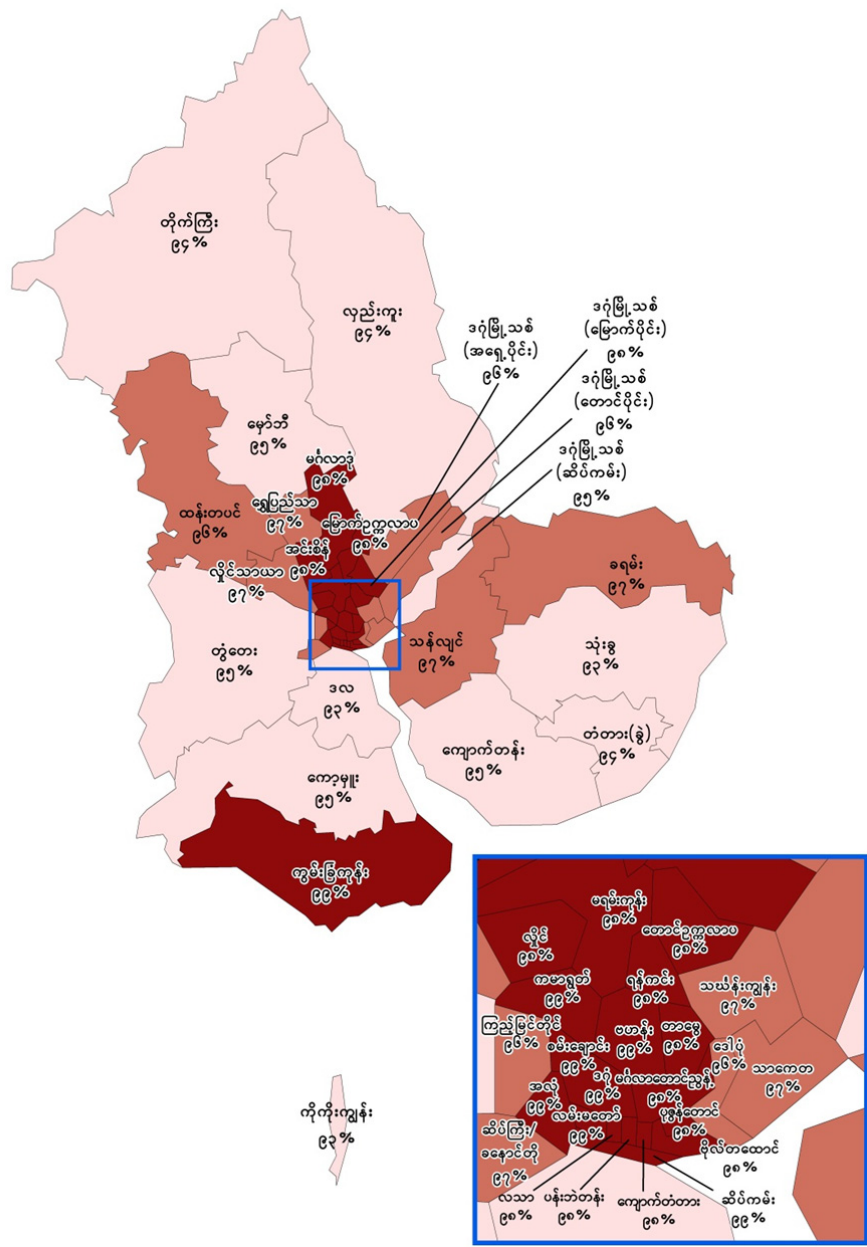 တိုက်ကြီး
၉၄%
လှည်းကူး
၉၄%
ဒဂုံမြို့သစ်
(မြောက်ပိုင်း)
၉၈%
ဒဂုံမြို့သစ်
(အရှေ့ပိုင်း)
၉၆%
ဒဂုံမြို့သစ်
(တောင်ပိုင်း)
၉၆%
ဒဂုံမြို့သစ်
(ဆိပ်ကမ်း)
၉၅%
မှော်ဘီ
၉၅%
မင်္ဂလာဒုံ
၉၈%
ရွှေပြည်သာ
၉၇%
ထန်းတပင်
၉၆%
မြောက်ဥက္ကလာပ
၉၈%
အင်းစိန်
၉၈%
လှိုင်သာယာ
၉၇%
ခရမ်း
၉၇%
တွံတေး
၉၅%
သန်လျင်
၉၇%
သုံးခွ
၉၃%
ဒလ
၉၃%
တံတား(ခွဲ)
၉၄%
ကျောက်တန်း
၉၅%
ကော့မှူး
၉၅%
ကွမ်းခြံကုန်း
၉၉%
ကိုကိုးကျွန်း
၉၃%
မရမ်းကုန်း
၉၈%
လှိုင်
၉၈%
တောင်ဥက္ကလာပ
၉၈%
ကမာရွတ်
၉၉%
ရန်ကင်း
၉၈%
သင်္ဃန်းကျွန်း
၉၇%
ကြည့်မြင်တိုင်
၉၆%
စမ်းချောင်း
၉၉%
ဗဟန်း
၉၉%
တာမွေ
၉၈%
ဒေါပုံ
၉၆%
သာကေတ
၉၇%
အလုံ
၉၉%
ဒဂုံ
၉၉%
မင်္ဂလာတောင်ညွန့်
၉၈%
လမ်းမတော်
၉၉%
ပုဇွန်တောင်
၉၈%
ဆိပ်ကြီး/
ခနောင်တို
၉၇%
ဗိုလ်တထောင်
၉၈%
လသာ
၉၈%
ပန်းဘဲတန်း
၉၈%
ကျောက်တံတား
၉၈%
ဆိပ်ကမ်း
၉၉%